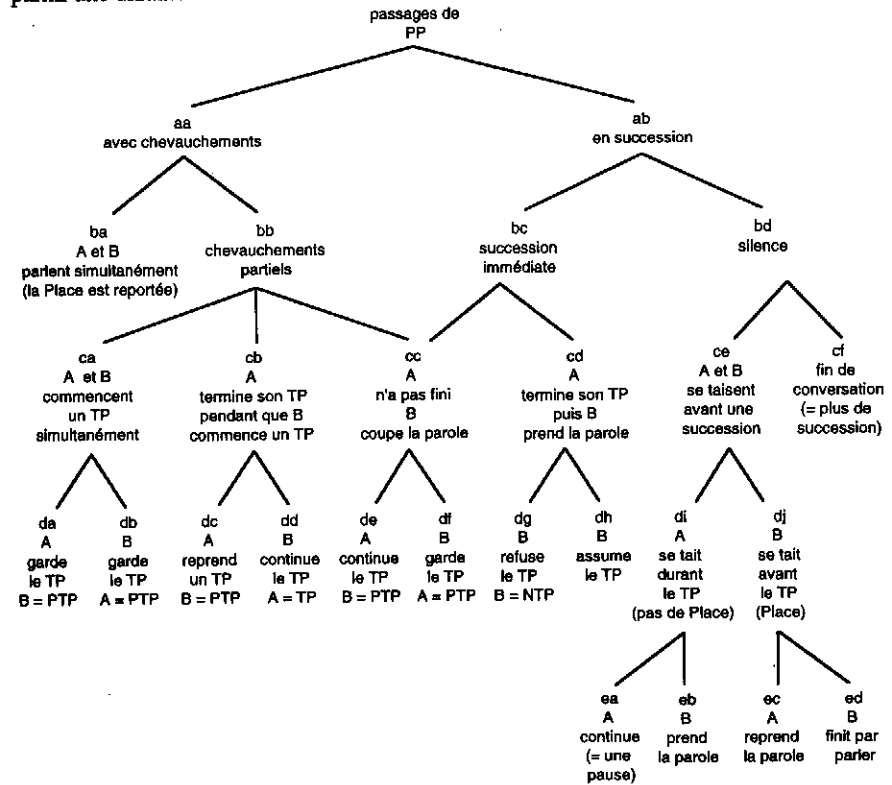 passages de
PP
aa
avec chevauchements
ab
en succession
ba
A et B
parlent simultanément
(la Place est reportée)
bb
chevauchements
partiels
bc
succession
immédiate
bd
silence
ca
A et B
commencent
un TP
simultanément
cb
A
termine son TP
pendant que B
commence un TP
cc
A
n'a pas fini
B
coupe la parole
cd
A
termine son TP
puis B
prend la parole
ce
A et B
se taisent
avant une
succession
cf
fin de
conversation
(= plus de
succession)
da
A
garde
le TP
B = PTP
db
B
garde
le TP
A = PTP
dc
A
reprend
un TP
B = PTP
dd
B
continue
le TP
A = TP
de
A
continue
le TP
B = PTP
df
B
garde
le TP
A = PTP
dg
B
refuse
le TP
B = NTP
dh
B
assume
le TP
di
A
se tait
durant
le TP
(pas de Place)
dj
B
se tait
avant
le TP
(Place)
ea
A
continue
(= une
pause)
eb
B
prend
la parole
ec
A
reprend
la parole
ed
B
finit par
parler